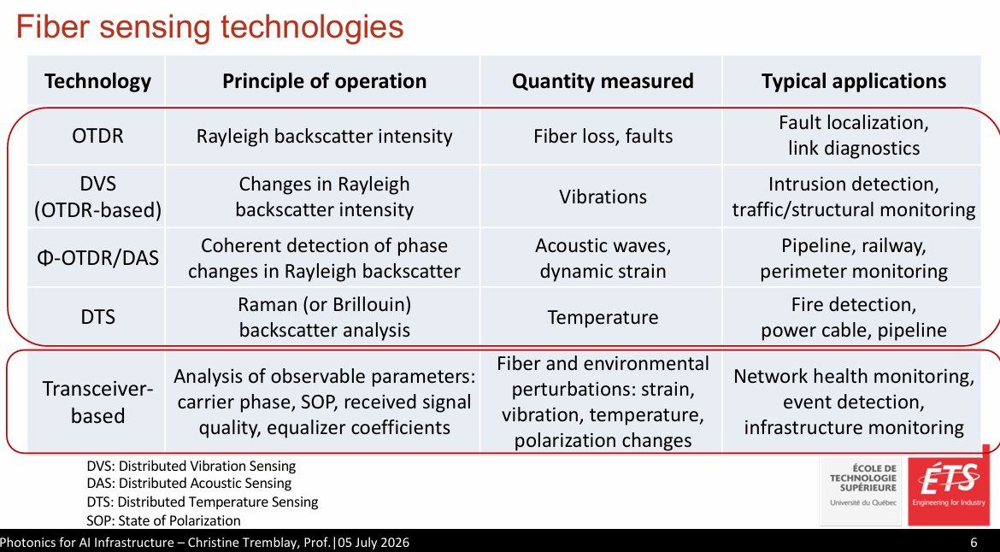 Fiber sensing technologies
Technology
Principle of operation
Quantity measured
Typical applications
OTDR
Rayleigh backscatter intensity
Fiber loss, faults
Fault localization,
link diagnostics
DVS
(OTDR-based)
Changes in Rayleigh
backscatter intensity
Vibrations
Intrusion detection,
traffic/structural monitoring
Φ-OTDR/DAS
Coherent detection of phase
changes in Rayleigh backscatter
Acoustic waves,
dynamic strain
Pipeline, railway,
perimeter monitoring
DTS
Raman (or Brillouin)
backscatter analysis
Temperature
Fire detection,
power cable, pipeline
Transceiver-
based
Analysis of observable parameters:
carrier phase, SOP, received signal
quality, equalizer coefficients
Fiber and environmental
perturbations: strain,
vibration, temperature,
polarization changes
Network health monitoring,
event detection,
infrastructure monitoring
DVS: Distributed Vibration Sensing
DAS: Distributed Acoustic Sensing
DTS: Distributed Temperature Sensing
SOP: State of Polarization
ÉCOLE DE
TECHNOLOGIE
SUPÉRIEURE
Université du Québec
ÉTS
Engineering for Industry
Photonics for AI Infrastructure – Christine Tremblay, Prof.|05 July 2026
6